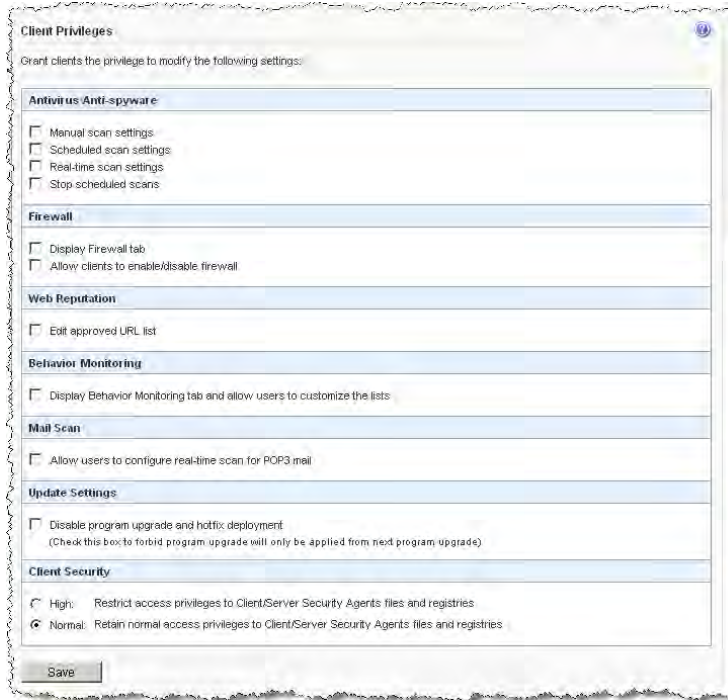 Client Privileges
Grant clients the privilege to modify the following settings:
Antivirus Anti-spyware
Manual scan settings
Scheduled scan settings
Real-time scan settings
Stop scheduled scans
Firewall
Display Firewall tab
Allow clients to enable/disable firewall
Web Reputation
Edit approved URL list
Behavior Monitoring
Display Behavior Monitoring tab and allow users to customize the lists
Mail Scan
Allow users to configure real-time scan for POP3 mail
Update Settings
Disable program upgrade and hotfix deployment
(Check this box to forbid program upgrade will only be applied from next program upgrade)
Client Security
High: Restrict access privileges to Client/Server Security Agents files and registries
Normal: Retain normal access privileges to Client/Server Security Agents files and registries
Save